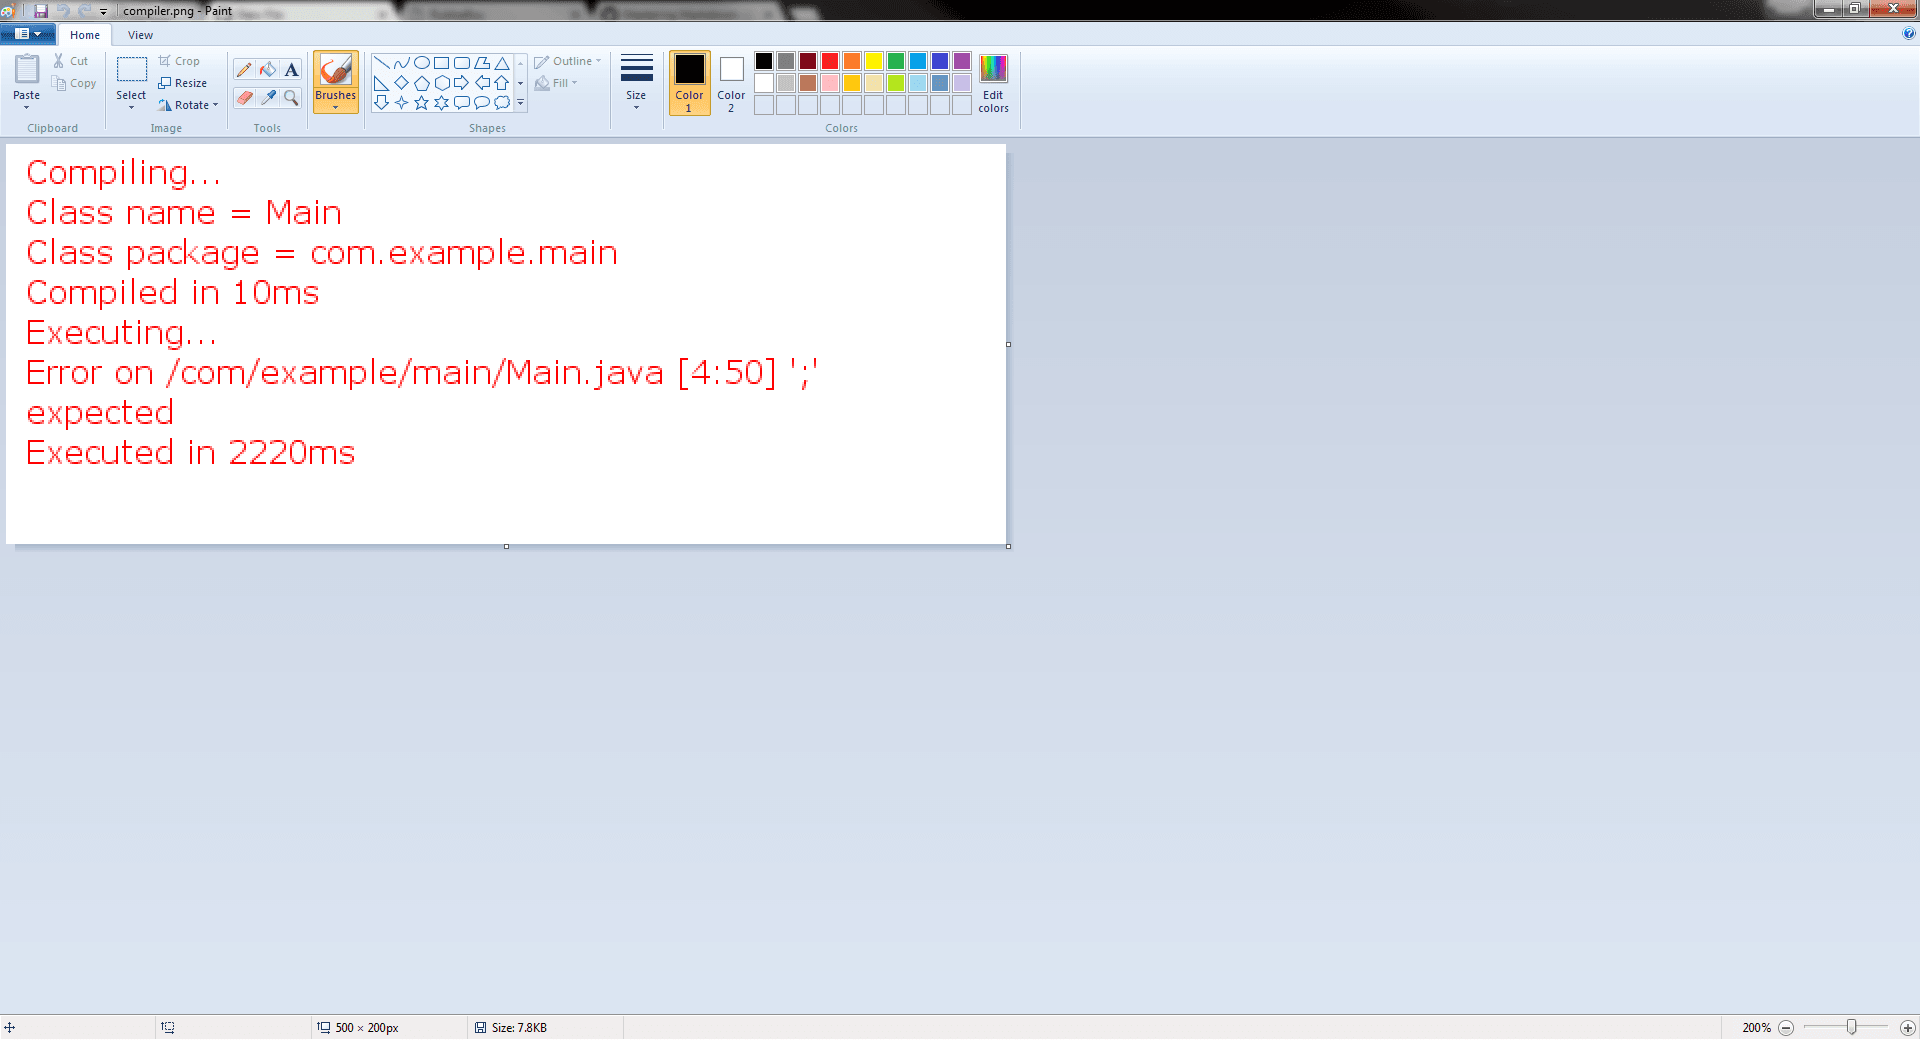 compiler.png - Paint
Home View
Paste
Cut
Copy
Clipboard
Select
Crop
Resize
Rotate
Image
A
Tools
Brushes
Shapes
Outline
Fill
Size
Color
1
Color
2
Colors
Edit
colors
Compiling...
Class name = Main
Class package = com.example.main
Compiled in 10ms
Executing...
Error on /com/example/main/Main.java [4:50] ';'
expected
Executed in 2220ms
500 × 200px
Size: 7.8KB
200%